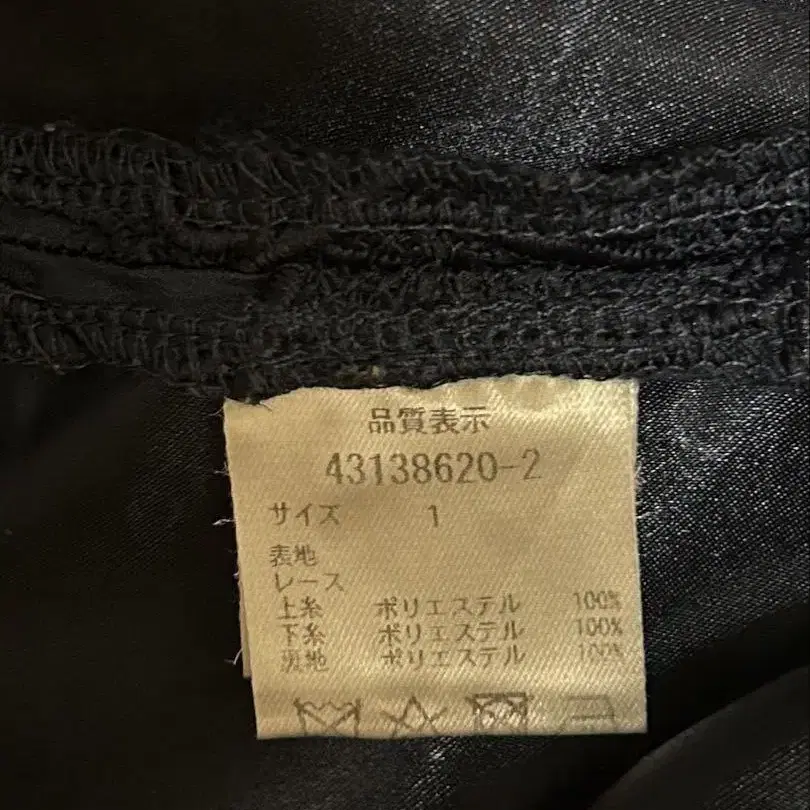 品質表示
43138620-2
サイズ 1
表地
レース
上糸 ポリエステル 100%
下糸 ポリエステル 100%
裏地 ポリエステル 100%